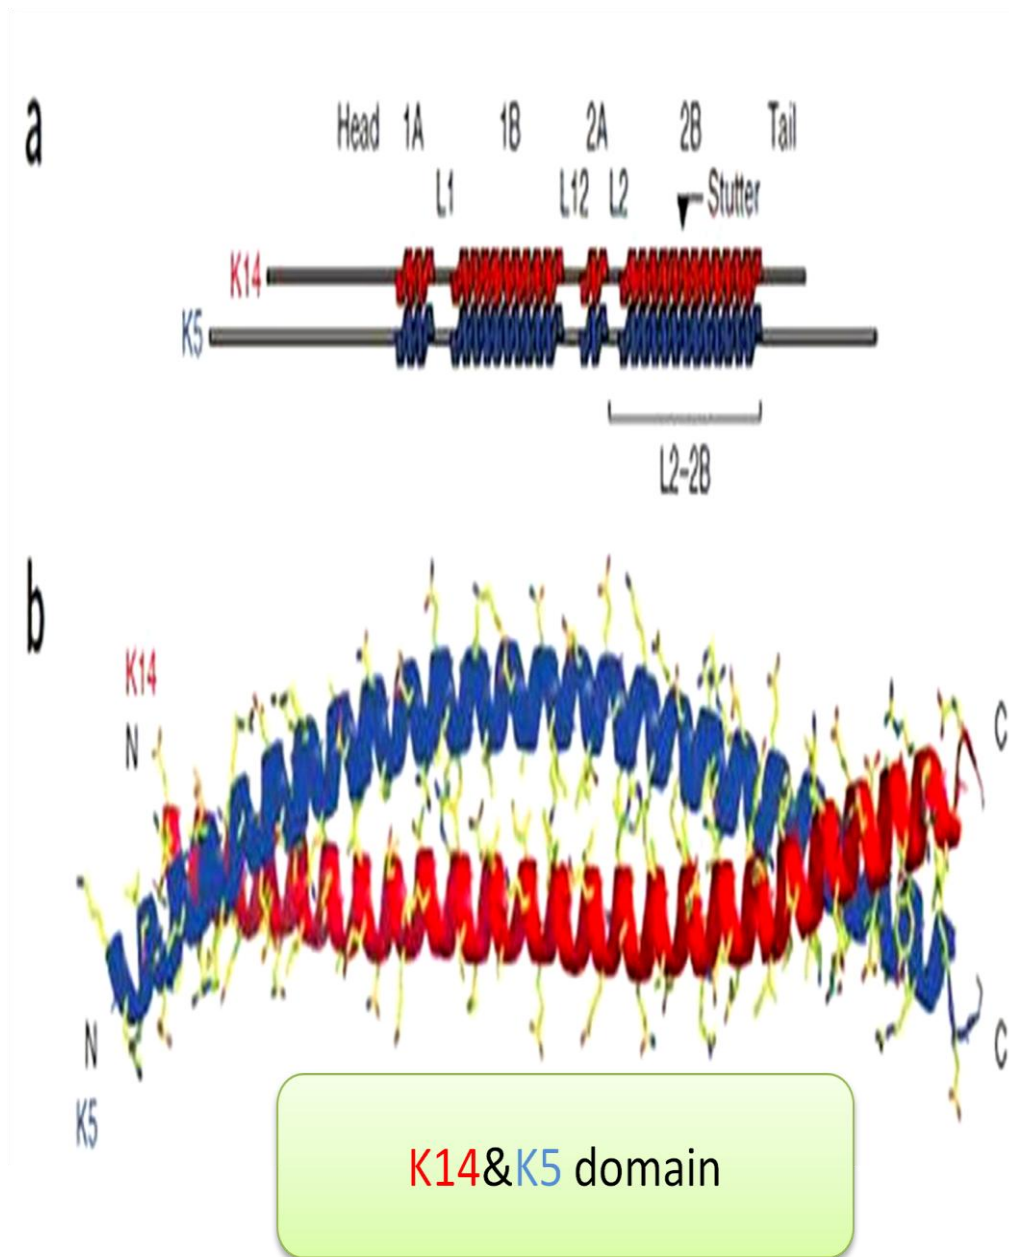 a
Head 1A 1B 2A 2B Tail
L1 L12 L2 Stutter
K14
K5
L2-2B
b
K14
N C
N C
K5
K14&K5 domain